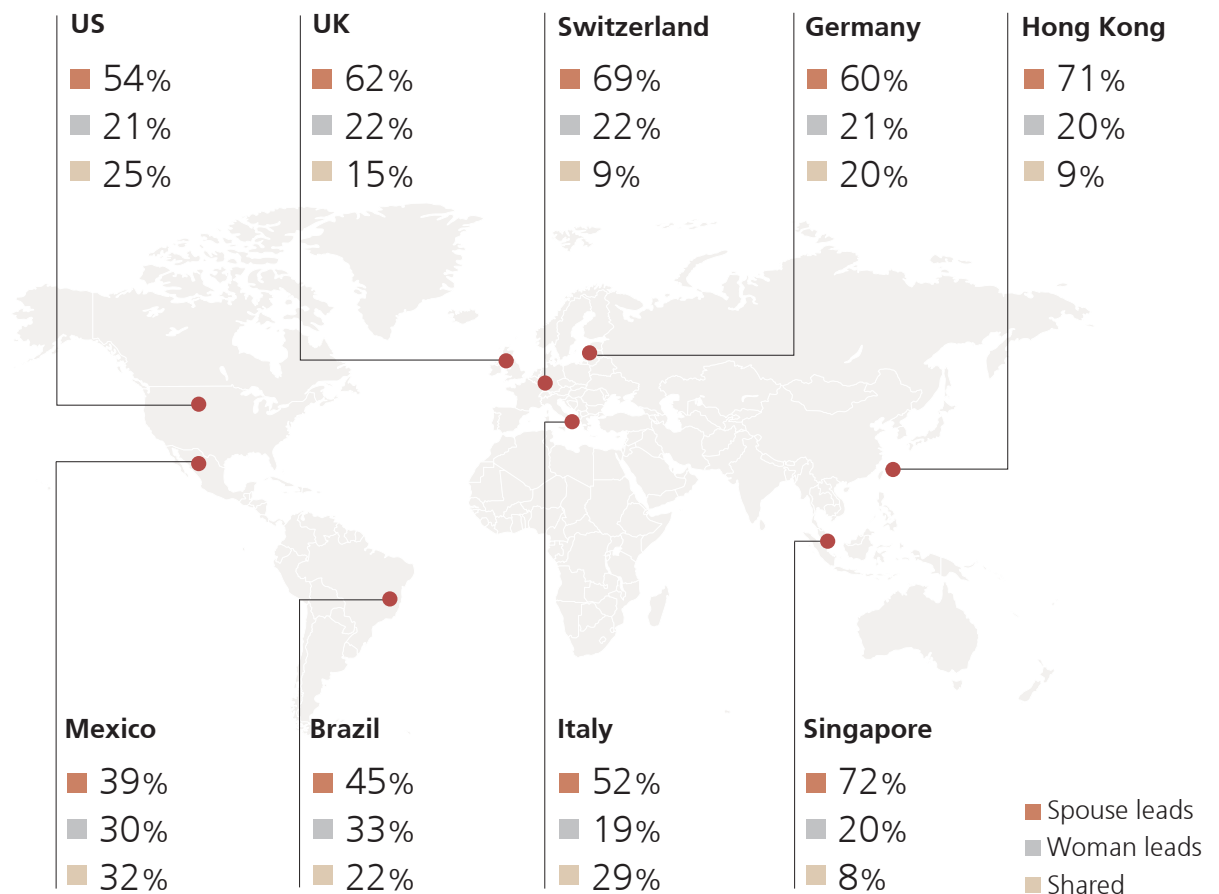 US
54%
21%
25%
UK
62%
22%
15%
Switzerland
69%
22%
9%
Germany
60%
21%
20%
Hong Kong
71%
20%
9%
Mexico
39%
30%
32%
Brazil
45%
33%
22%
Italy
52%
19%
29%
Singapore
72%
20%
8%
Spouse leads
Woman leads
Shared